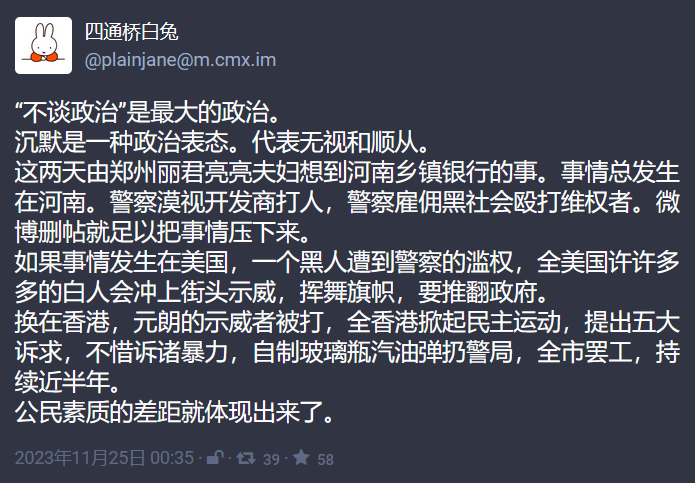 四通桥白兔
@plainjane@m.cmx.im
“不谈政治”是最大的政治。
沉默是一种政治表态。代表无视和顺从。
这两天由郑州丽君亮亮夫妇想到河南乡镇银行的事。事情总发生
在河南。警察漠视开发商打人，警察雇佣黑社会殴打维权者。微
博删帖就足以把事情压下来。
如果事情发生在美国，一个黑人遭到警察的滥权，全美国许许多
多的白人会冲上街头示威，挥舞旗帜，要推翻政府。
换在香港，元朗的示威者被打，全香港掀起民主运动，提出五大
诉求，不惜诉诸暴力，自制玻璃瓶汽油弹扔警局，全市罢工，持
续近半年。
公民素质的差距就体现出来了。
2023年11月25日 00:35 · · 39 · 58